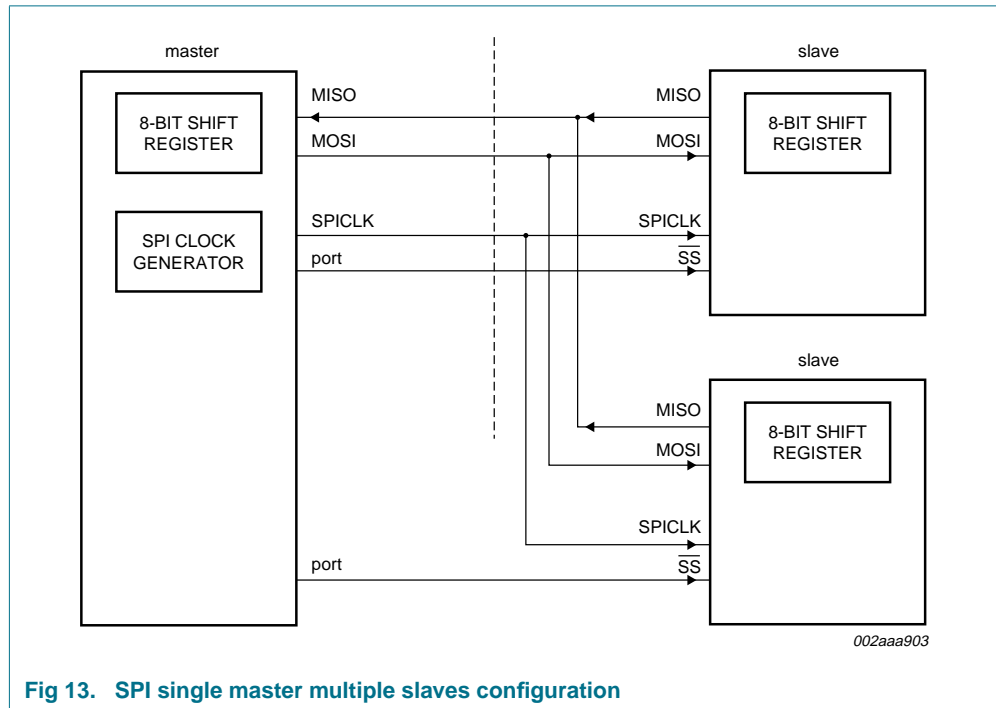 master
slave
MISO
MISO
8-BIT SHIFT
REGISTER
8-BIT SHIFT
REGISTER
MOSI
MOSI
SPICLK
SPICLK
SPI CLOCK
GENERATOR
port
SS
slave
MISO
8-BIT SHIFT
REGISTER
MOSI
SPICLK
port
SS
002aaa903
Fig 13. SPI single master multiple slaves configuration